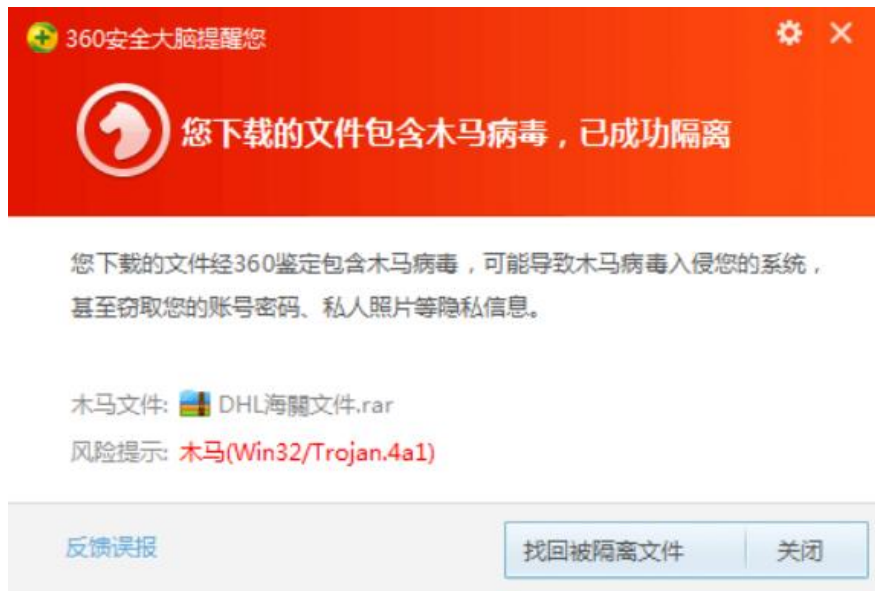 360安全大脑提醒您
您下载的文件包含木马病毒，已成功隔离
您下载的文件经360鉴定包含木马病毒，可能导致木马病毒入侵您的系统，
甚至窃取您的账号密码、私人照片等隐私信息。
木马文件: DHL海關文件.rar
风险提示: 木马(Win32/Trojan.4a1)
反馈误报
找回被隔离文件
关闭